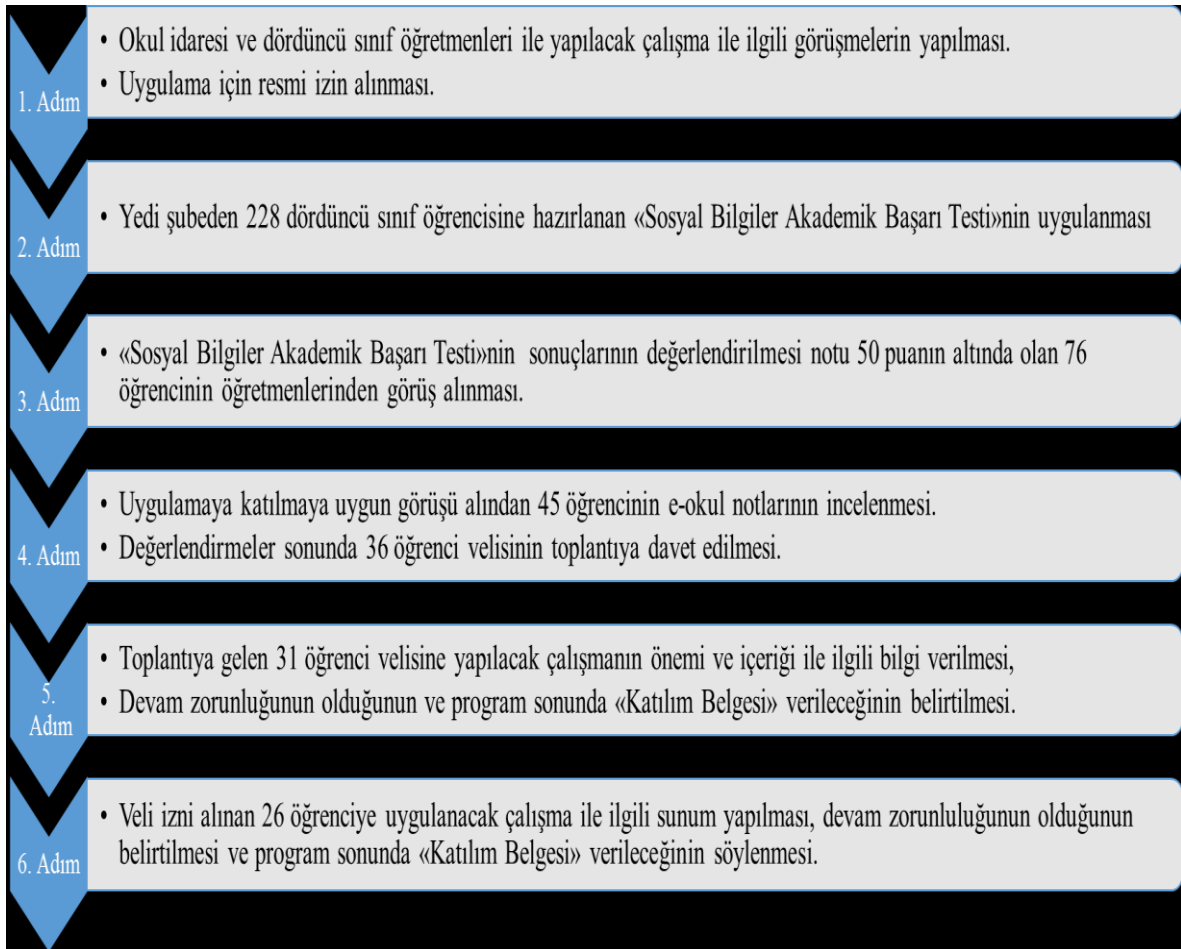 1. Adım
• Okul idaresi ve dördüncü sınıf öğretmenleri ile yapılacak çalışma ile ilgili görüşmelerin yapılması.
• Uygulama için resmi izin alınması.
2. Adım
• Yedi şubeden 228 dördüncü sınıf öğrencisine hazırlanan «Sosyal Bilgiler Akademik Başarı Testi»nin uygulanması
3. Adım
• «Sosyal Bilgiler Akademik Başarı Testi»nin sonuçlarının değerlendirilmesi notu 50 puanın altında olan 76
öğrencinin öğretmenlerinden görüş alınması.
4. Adım
• Uygulamaya katılmaya uygun görüşü alından 45 öğrencinin e-okul notlarının incelenmesi.
• Değerlendirmeler sonunda 36 öğrenci velisinin toplantıya davet edilmesi.
5.
Adım
• Toplantıya gelen 31 öğrenci velisine yapılacak çalışmanın önemi ve içeriği ile ilgili bilgi verilmesi,
• Devam zorunluğunun olduğunun ve program sonunda «Katılım Belgesi» verileceğinin belirtilmesi.
6. Adım
• Veli izni alınan 26 öğrenciye uygulanacak çalışma ile ilgili sunum yapılması, devam zorunluluğunun olduğunun
belirtilmesi ve program sonunda «Katılım Belgesi» verileceğinin söylenmesi.